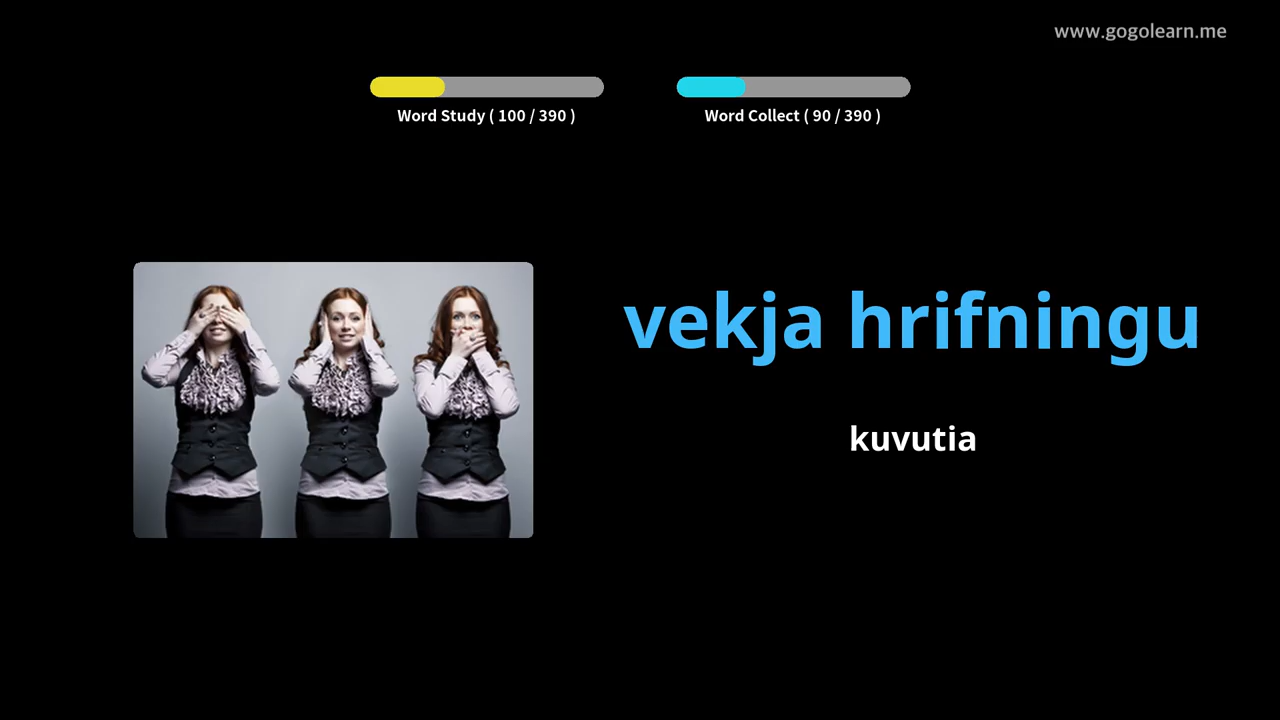 www.gogolearn.me
Word Study ( 100 / 390 )
Word Collect ( 90 / 390 )
vekja hrifningu
kuvutia